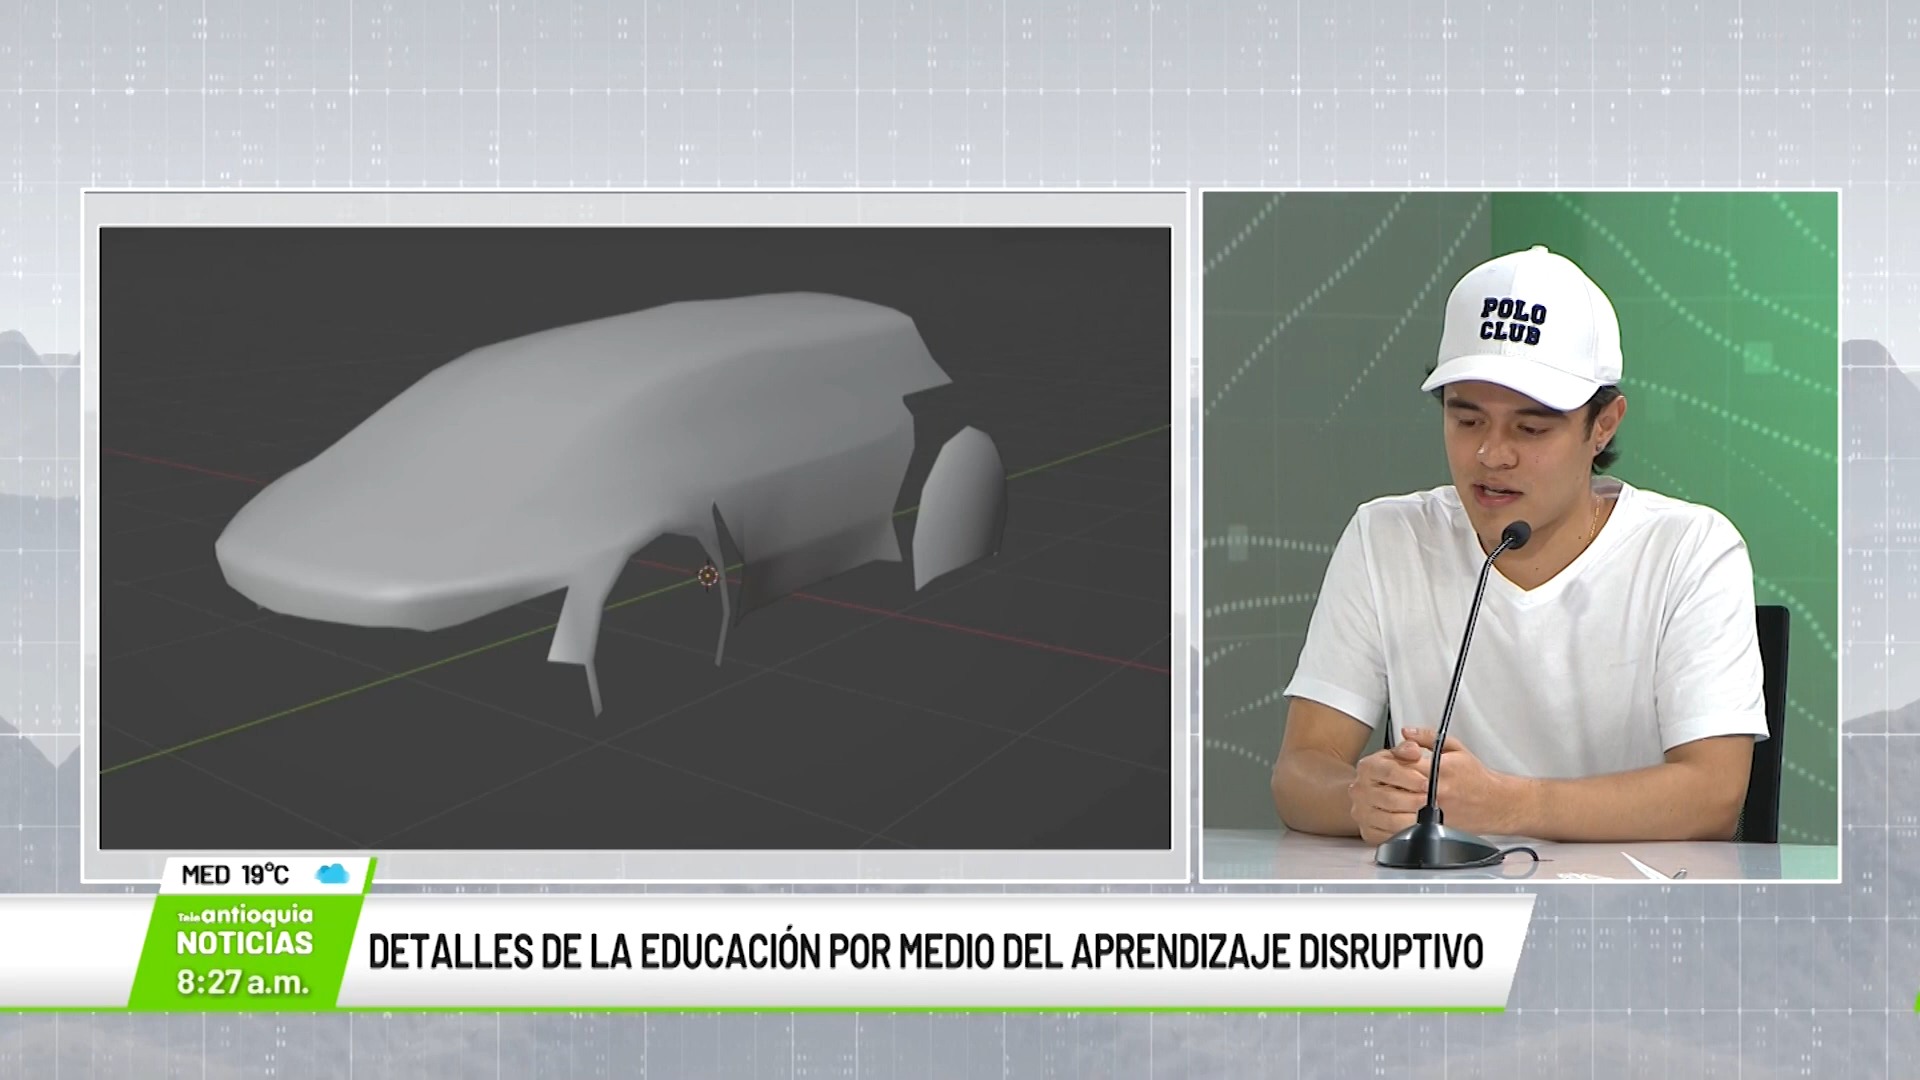 POLO
CLUB
MED 19°C
Teleantioquia
NOTICIAS
8:27 a.m.
DETALLES DE LA EDUCACIÓN POR MEDIO DEL APRENDIZAJE DISRUPTIVO